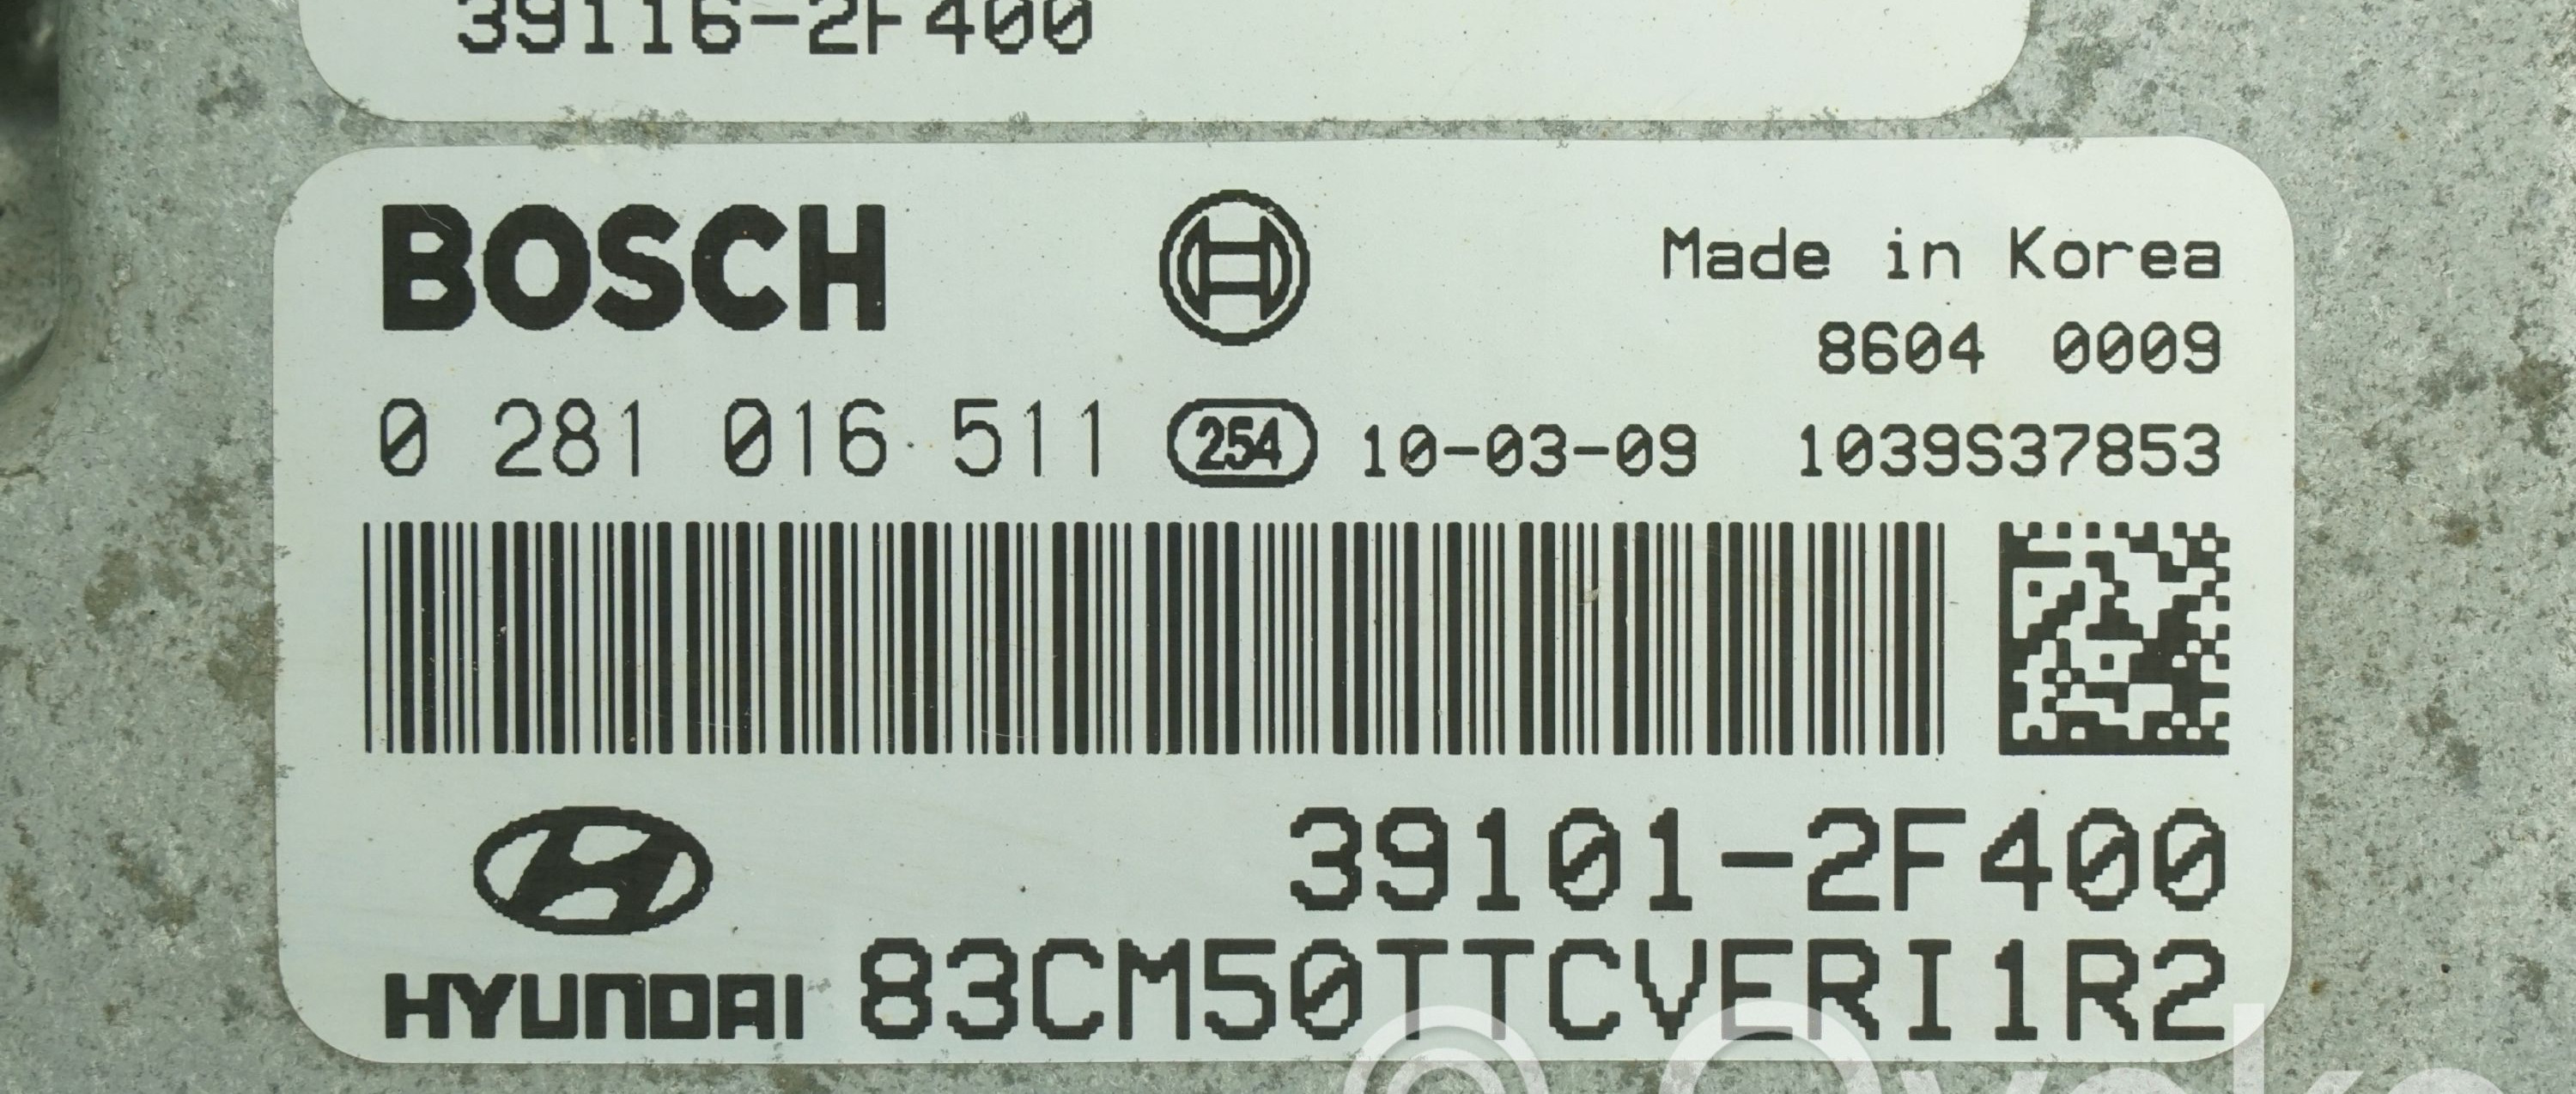 39116-2F400
BOSCH
Made in Korea
8604 0009
0 281 016 511 254 10-03-09 1039S37853
39101-2F400
HYUNDAI 83CM50TTCVERI1R2